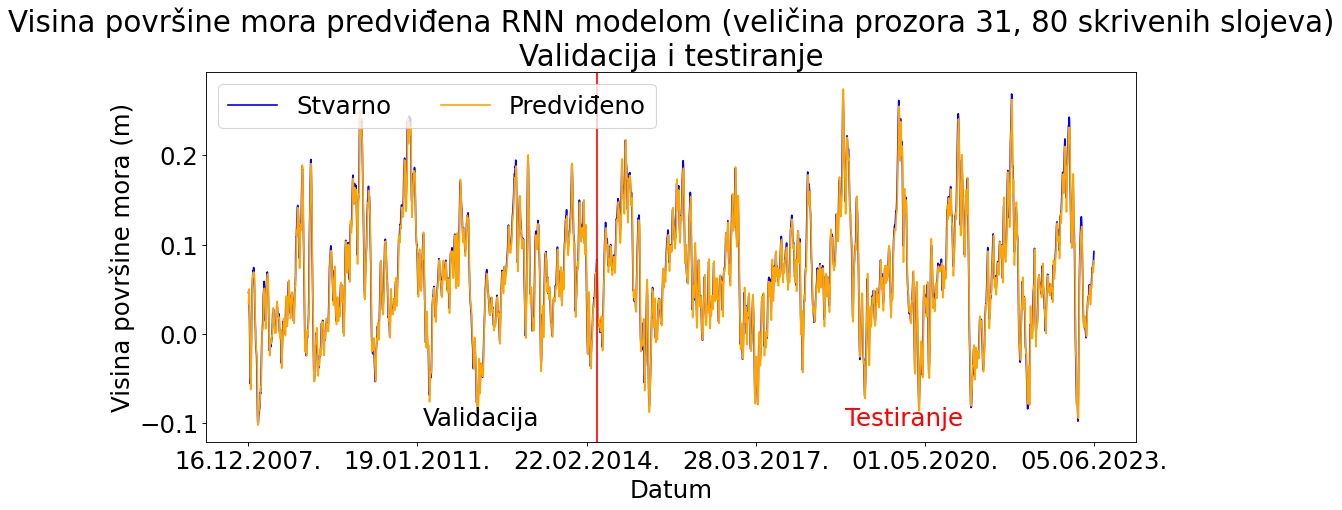 Visina površine mora predviđena RNN modelom (veličina prozora 31, 80 skrivenih slojeva)
Validacija i testiranje
Stvarno
Predviđeno
Visina površine mora (m)
0.2
0.1
0.0
−0.1
Validacija
Testiranje
16.12.2007.
19.01.2011.
22.02.2014.
28.03.2017.
01.05.2020.
05.06.2023.
Datum